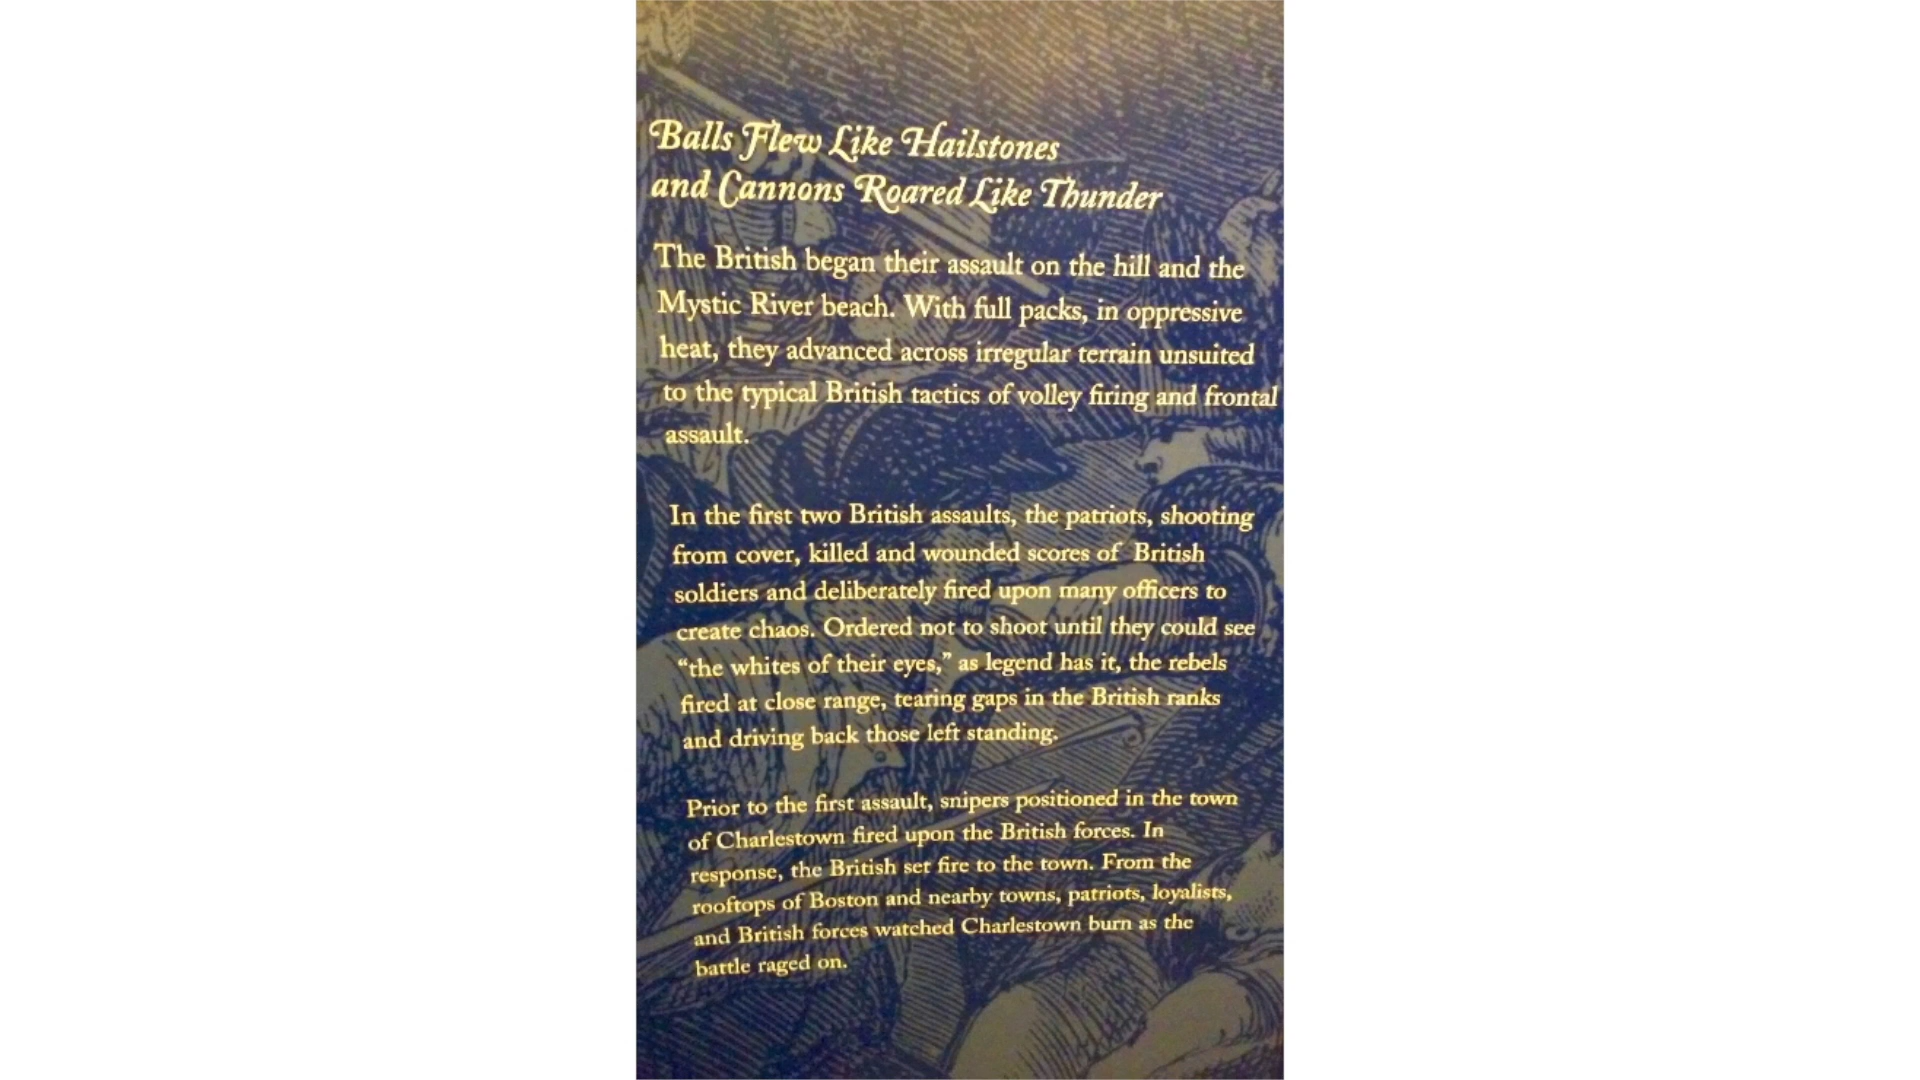 Balls Flew Like Hailstones
and Cannons Roared Like Thunder
The British began their assault on the hill and the
Mystic River beach. With full packs, in oppressive
heat, they advanced across irregular terrain unsuited
to the typical British tactics of volley firing and frontal
assault.
In the first two British assaults, the patriots, shooting
from cover, killed and wounded scores of British
soldiers and deliberately fired upon many officers to
create chaos. Ordered not to shoot until they could see
“the whites of their eyes,” as legend has it, the rebels
fired at close range, tearing gaps in the British ranks
and driving back those left standing.
Prior to the first assault, snipers positioned in the town
of Charlestown fired upon the British forces. In
response, the British set fire to the town. From the
rooftops of Boston and nearby towns, patriots, loyalists,
and British forces watched Charlestown burn as the
battle raged on.